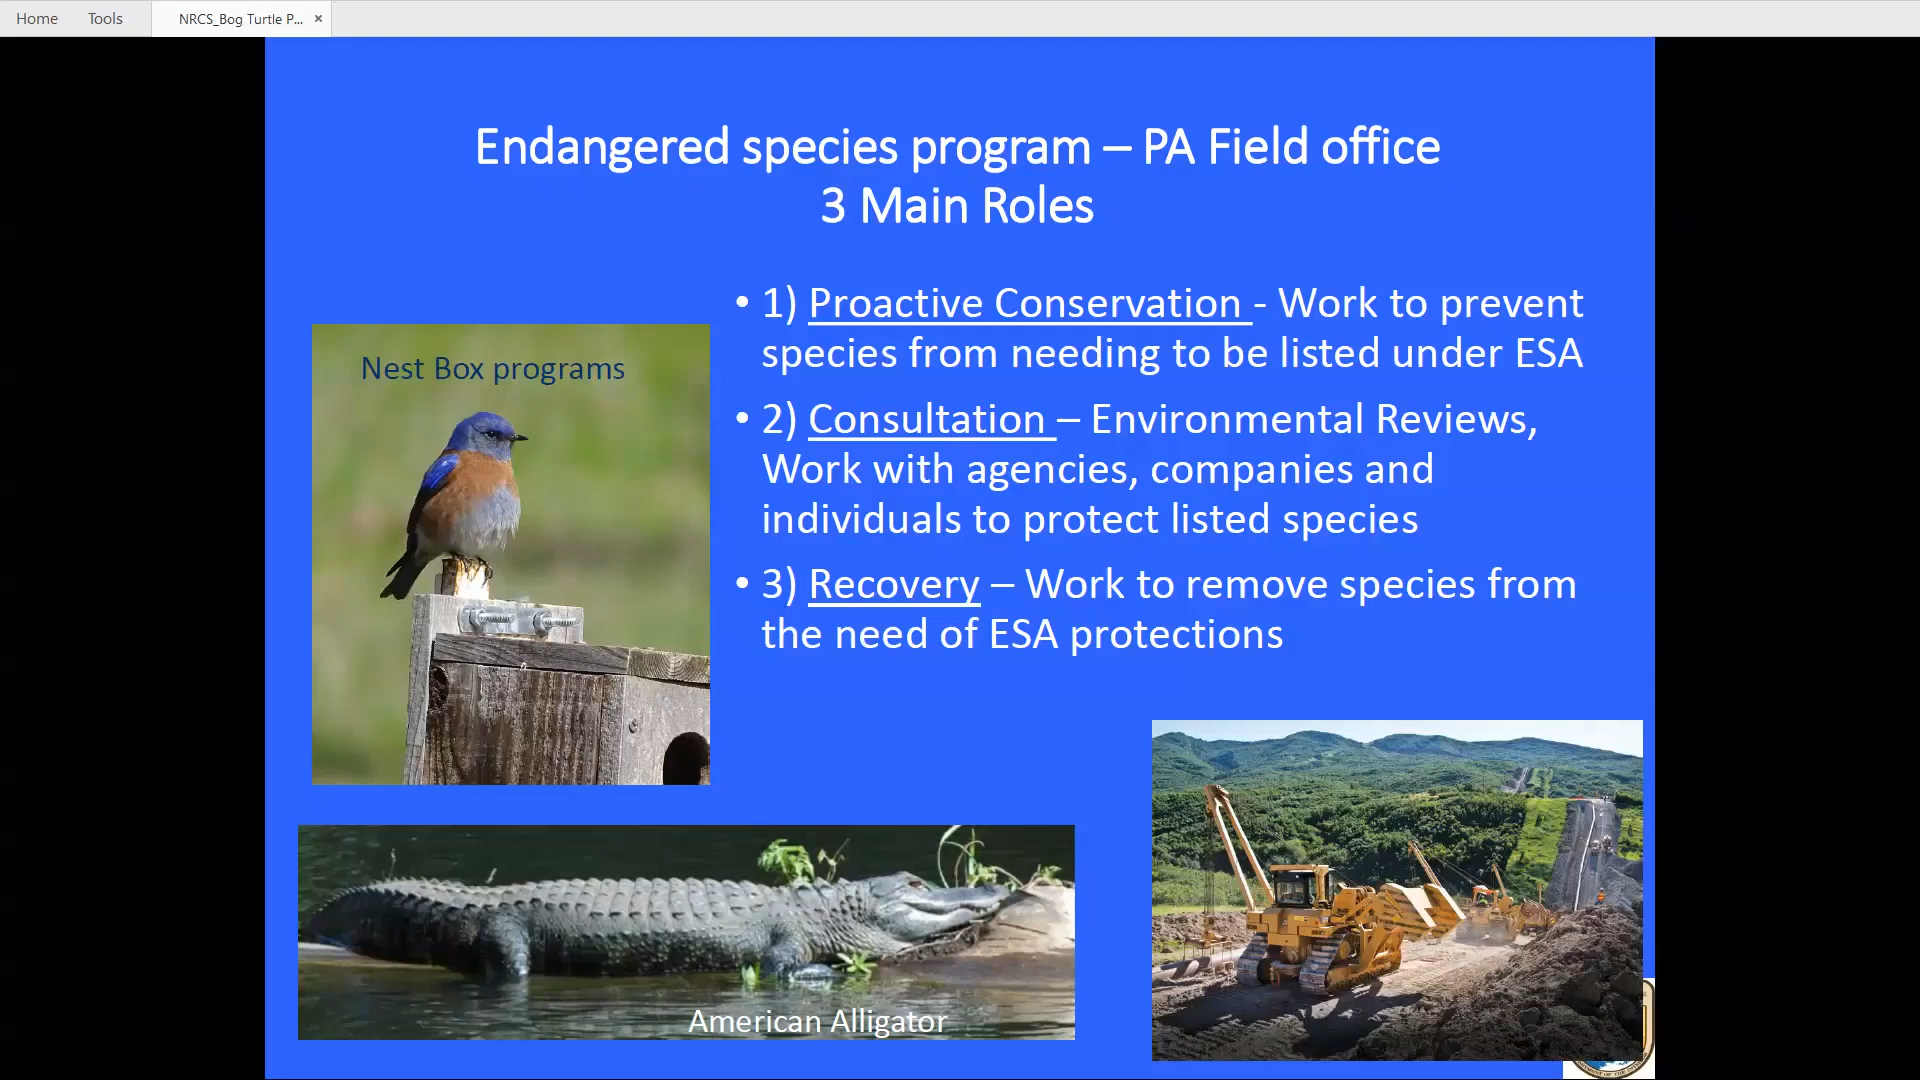 Home
Tools
NRCS_Bog Turtle P...
Endangered species program – PA Field office
3 Main Roles
• 1) Proactive Conservation - Work to prevent
species from needing to be listed under ESA
• 2) Consultation – Environmental Reviews,
Work with agencies, companies and
individuals to protect listed species
• 3) Recovery – Work to remove species from
the need of ESA protections
Nest Box programs
American Alligator